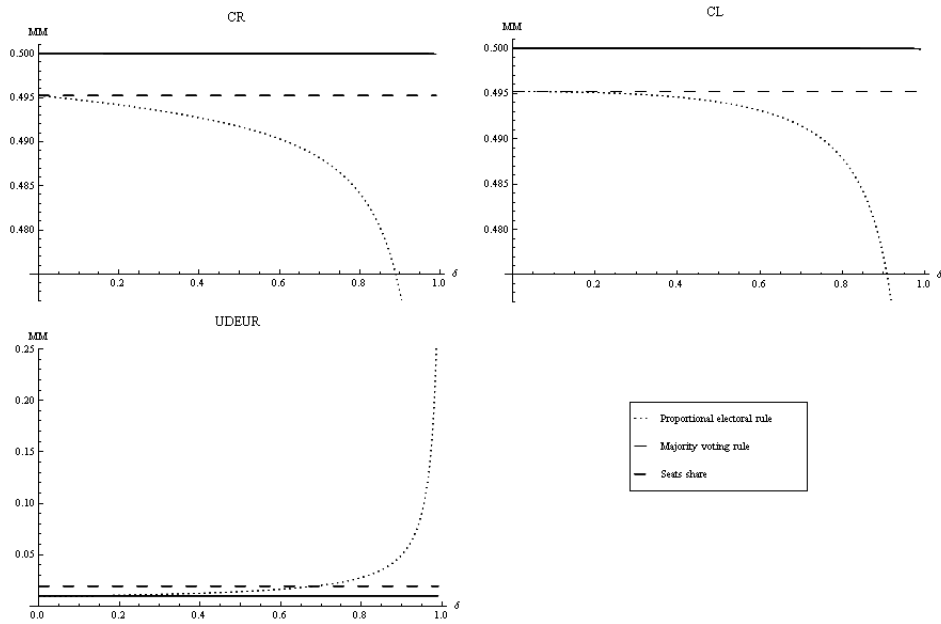 CR
MM
0.500
0.495
0.490
0.485
0.480
0.2 0.4 0.6 0.8 1.0 δ
CL
MM
0.500
0.495
0.490
0.485
0.480
0.2 0.4 0.6 0.8 1.0 δ
UDEUR
MM
0.25
0.20
0.15
0.10
0.05
0.0 0.2 0.4 0.6 0.8 1.0 δ
Proportional electoral rule
Majority voting rule
Seats share